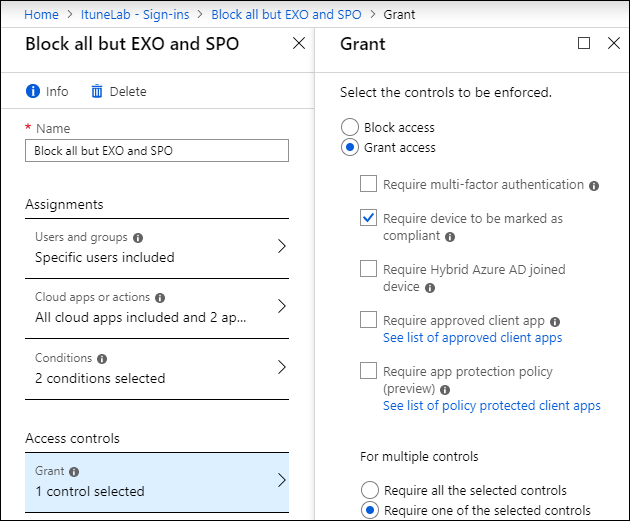 Home > ItuneLab - Sign-ins > Block all but EXO and SPO > Grant
Block all but EXO and SPO
Info Delete
* Name
Block all but EXO and SPO
Assignments
Users and groups
Specific users included
Cloud apps or actions
All cloud apps included and 2 ap...
Conditions
2 conditions selected
Access controls
Grant
1 control selected
Grant
Select the controls to be enforced.
Block access
Grant access
Require multi-factor authentication
Require device to be marked as
compliant
Require Hybrid Azure AD joined
device
Require approved client app
See list of approved client apps
Require app protection policy
(preview)
See list of policy protected client apps
For multiple controls
Require all the selected controls
Require one of the selected controls